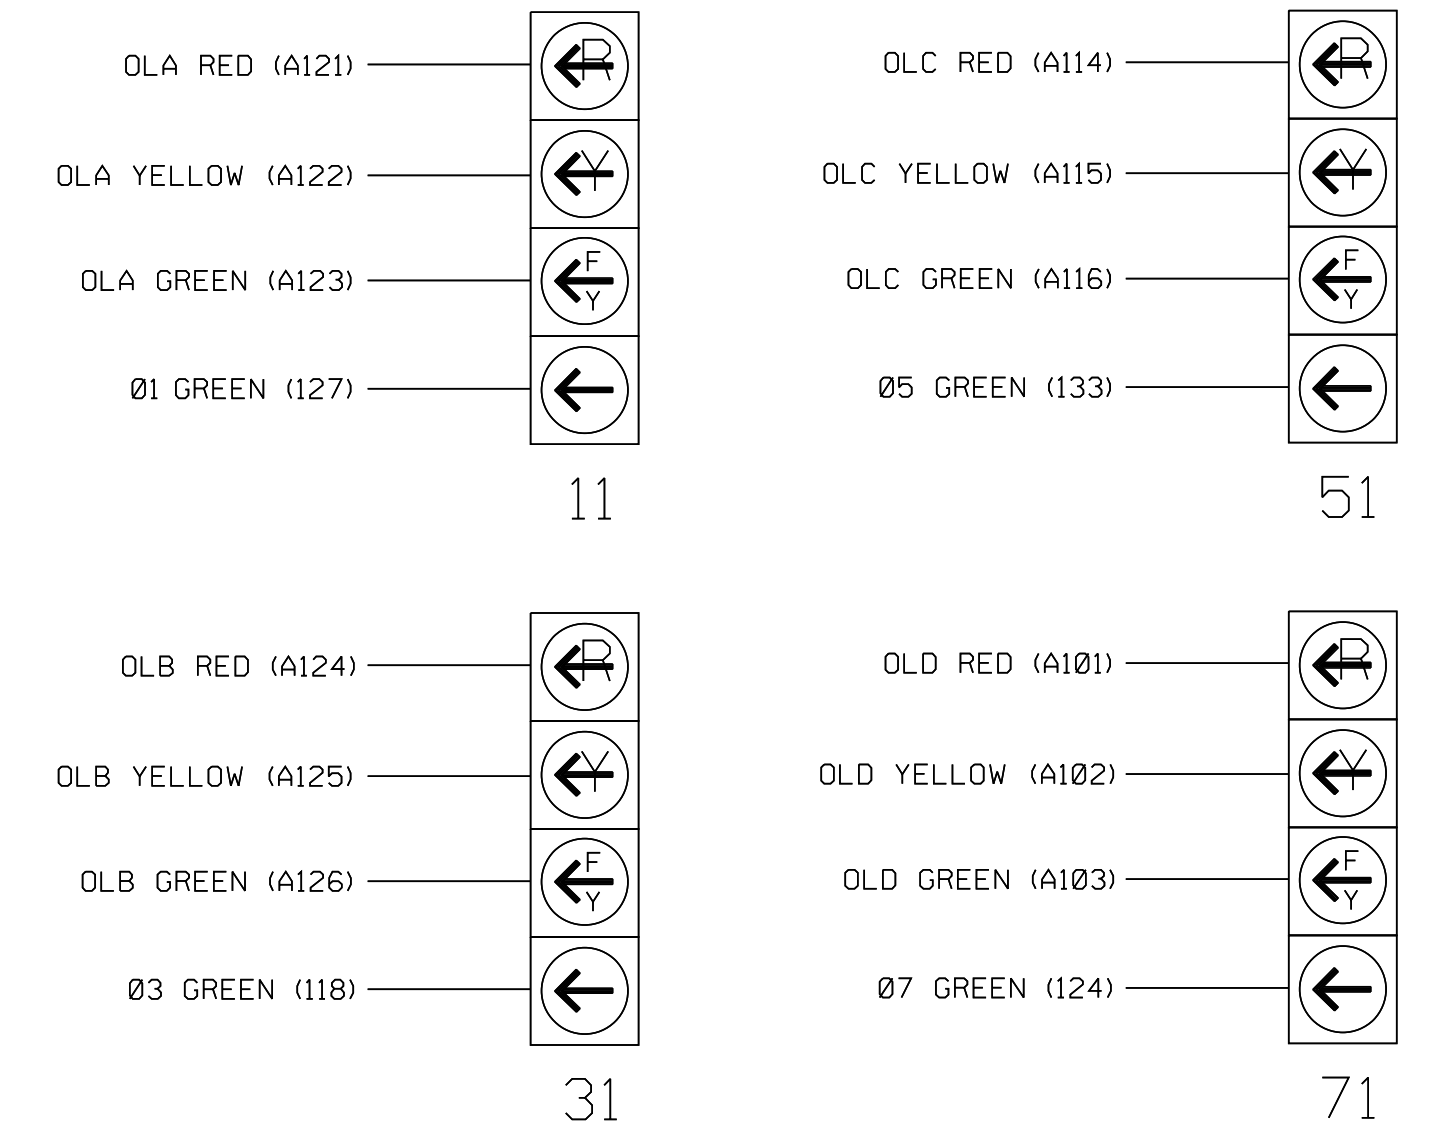 OLA RED (A121)
R
OLA YELLOW (A122)
Y
OLA GREEN (A123)
F
Y
Ø1 GREEN (127)
11
OLC RED (A114)
R
OLC YELLOW (A115)
Y
OLC GREEN (A116)
F
Y
Ø5 GREEN (133)
51
OLB RED (A124)
R
OLB YELLOW (A125)
Y
OLB GREEN (A126)
F
Y
Ø3 GREEN (118)
31
OLD RED (A1Ø1)
R
OLD YELLOW (A1Ø2)
Y
OLD GREEN (A1Ø3)
F
Y
Ø7 GREEN (124)
71